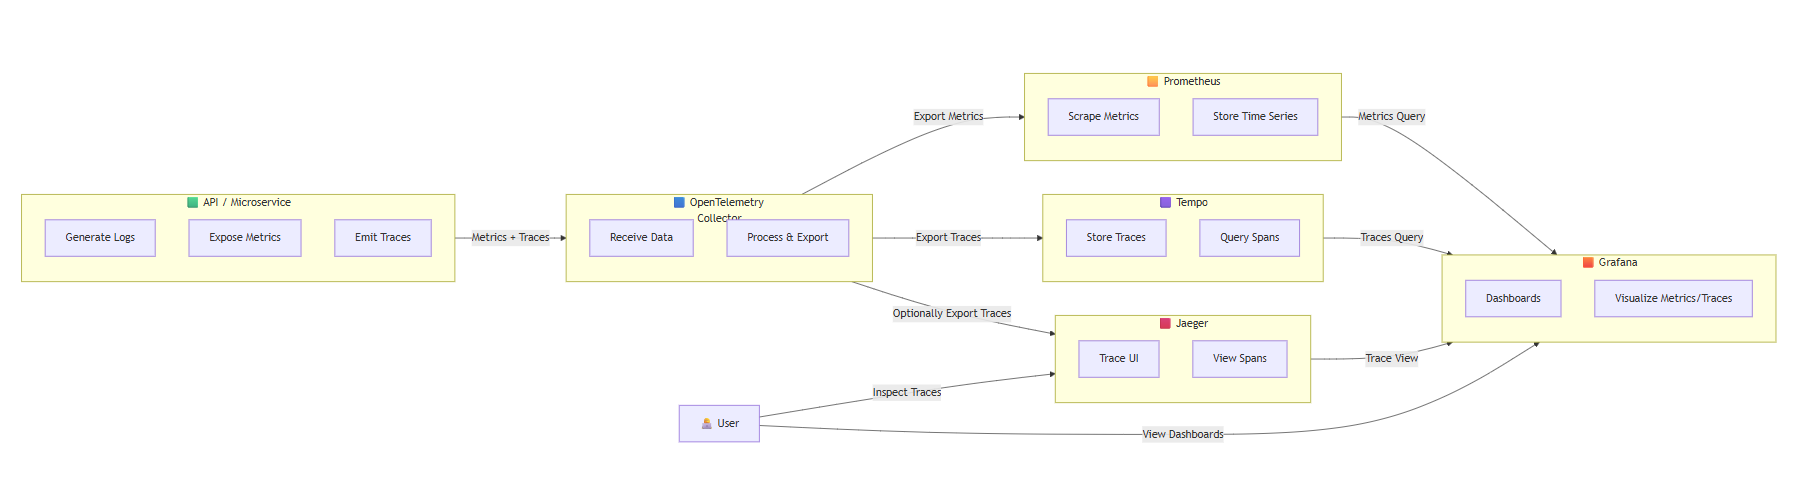 Prometheus
Scrape Metrics
Store Time Series
Export Metrics
Metrics Query
API / Microservice
Generate Logs
Expose Metrics
Emit Traces
Metrics + Traces
OpenTelemetry
Collector
Receive Data
Process & Export
Export Traces
Tempo
Store Traces
Query Spans
Traces Query
Grafana
Dashboards
Visualize Metrics/Traces
Optionally Export Traces
Jaeger
Trace UI
View Spans
Trace View
Inspect Traces
User
View Dashboards